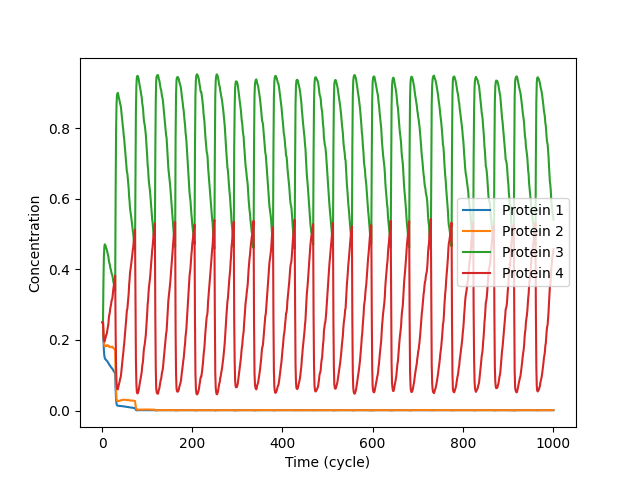 0.8
0.6
0.4
0.2
0.0
Concentration
0
200
400
600
800
1000
Time (cycle)
Protein 1
Protein 2
Protein 3
Protein 4